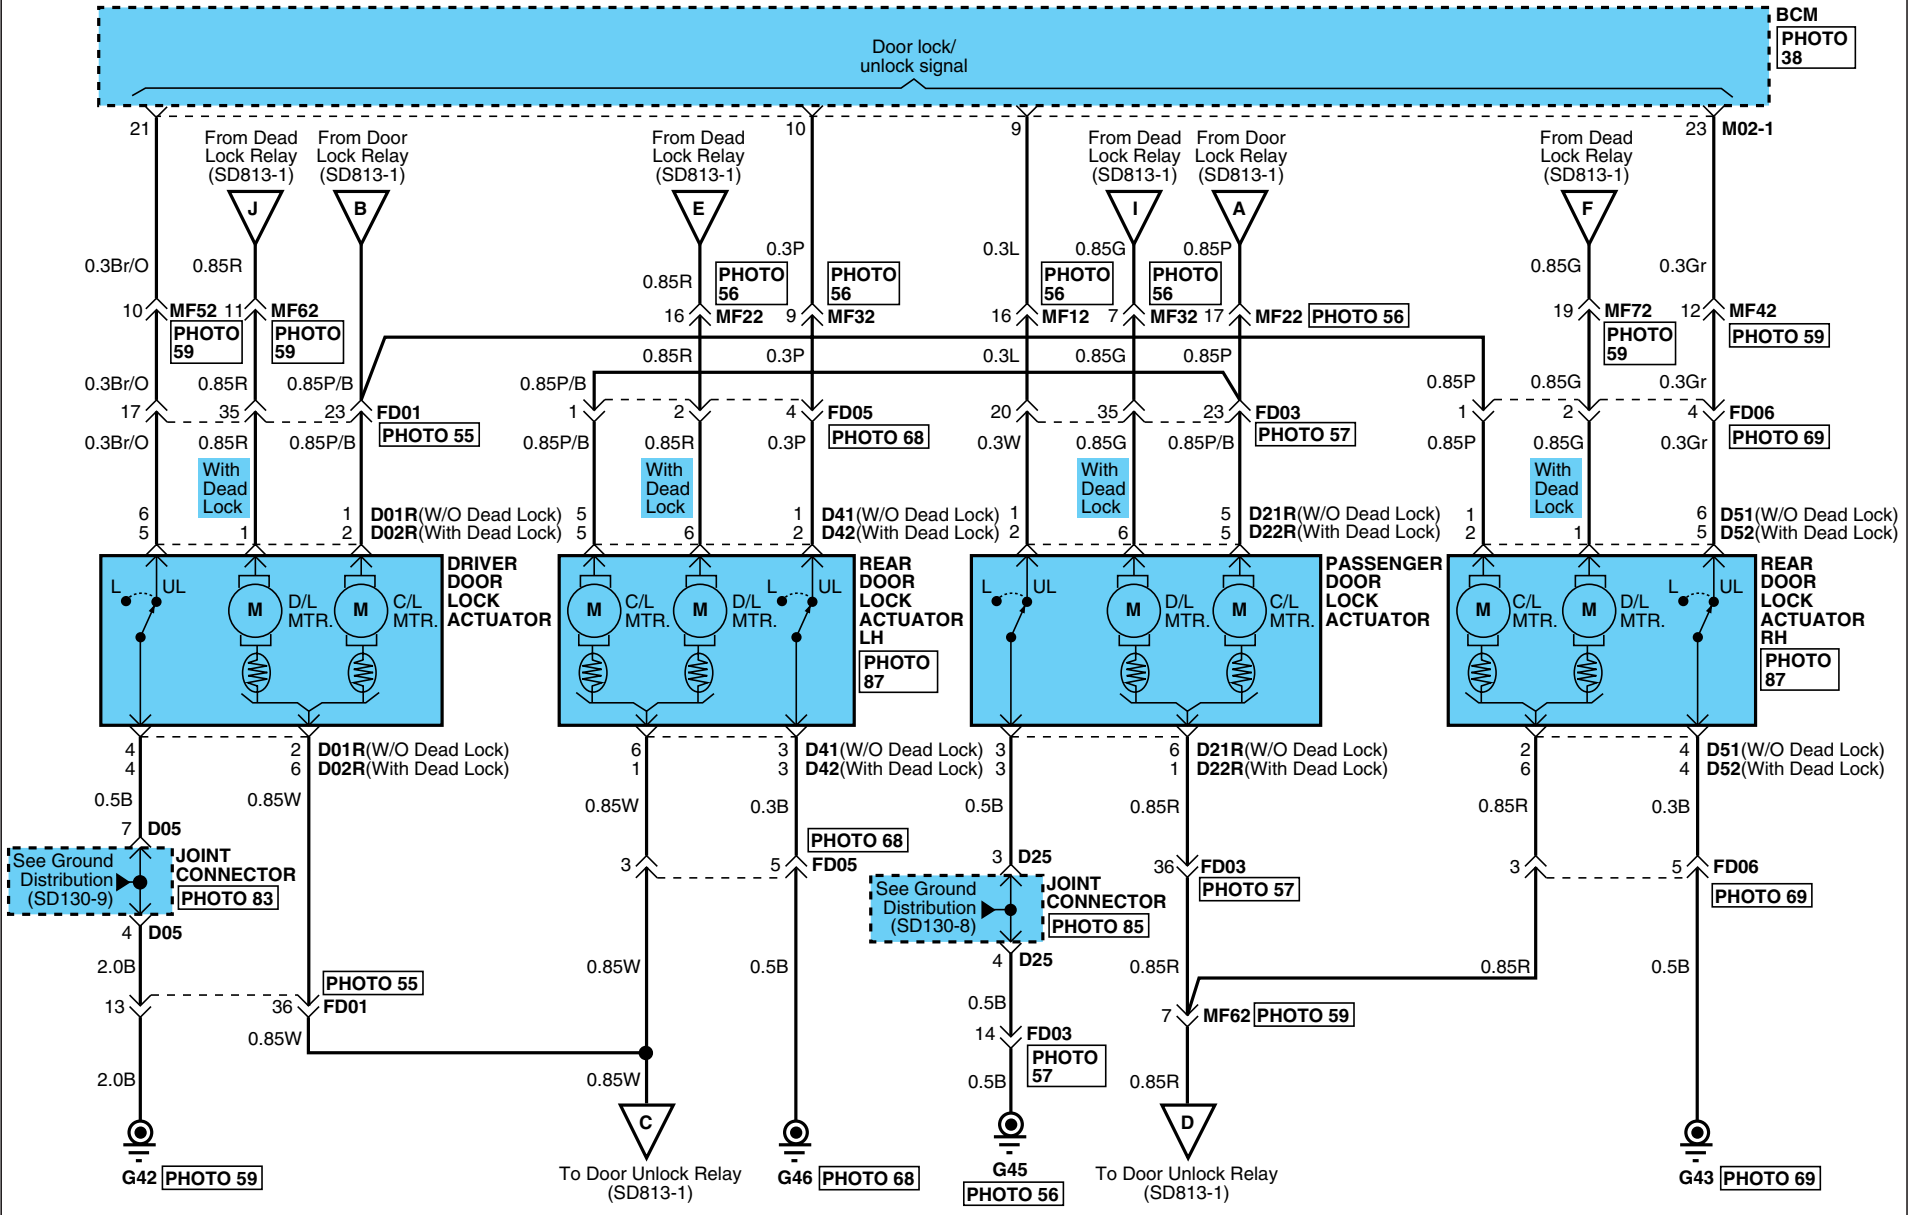 BCM
PHOTO
38
Door lock/
unlock signal
21
10
9
23
M02-1
From Dead
Lock Relay
(SD813-1)
From Door
Lock Relay
(SD813-1)
From Dead
Lock Relay
(SD813-1)
From Dead
Lock Relay
(SD813-1)
From Door
Lock Relay
(SD813-1)
From Dead
Lock Relay
(SD813-1)
J
B
E
I
A
F
0.3Br/O
0.85R
0.85R
0.3P
0.3L
0.85G
0.85P
0.85G
0.3Gr
PHOTO
56
PHOTO
56
PHOTO
56
PHOTO
56
10
MF52
11
MF62
16
MF22
9
MF32
16
MF12
7
MF32
17
MF22
PHOTO 56
19
MF72
12
MF42
PHOTO
59
PHOTO
59
PHOTO
59
PHOTO 59
0.3Br/O
0.85R
0.85P/B
0.85P/B
0.85R
0.3P
0.3L
0.85G
0.85P
0.85P
0.85G
0.3Gr
17
35
23
FD01
PHOTO 55
1
2
4
FD05
PHOTO 68
20
35
23
FD03
PHOTO 57
1
2
4
FD06
PHOTO 69
0.3Br/O
0.85R
0.85P/B
0.85P/B
0.85R
0.3P
0.3W
0.85G
0.85P/B
0.85P
0.85G
0.3Gr
With
Dead
Lock
With
Dead
Lock
With
Dead
Lock
With
Dead
Lock
6
1
D01R(W/O Dead Lock)
5
1
D41(W/O Dead Lock)
1
5
D21R(W/O Dead Lock)
1
6
D51(W/O Dead Lock)
5
1
2
D02R(With Dead Lock)
5
6
2
D42(With Dead Lock)
2
6
5
D22R(With Dead Lock)
2
1
5
D52(With Dead Lock)
L
UL
M
D/L
MTR.
M
C/L
MTR.
DRIVER
DOOR
LOCK
ACTUATOR
M
C/L
MTR.
M
D/L
MTR.
L
UL
REAR
DOOR
LOCK
ACTUATOR
LH
PHOTO
87
L
UL
M
D/L
MTR.
M
C/L
MTR.
PASSENGER
DOOR
LOCK
ACTUATOR
M
C/L
MTR.
M
D/L
MTR.
L
UL
REAR
DOOR
LOCK
ACTUATOR
RH
PHOTO
87
4
2
D01R(W/O Dead Lock)
6
3
D41(W/O Dead Lock)
3
6
D21R(W/O Dead Lock)
2
4
D51(W/O Dead Lock)
4
6
D02R(With Dead Lock)
1
3
D42(With Dead Lock)
3
1
D22R(With Dead Lock)
6
4
D52(With Dead Lock)
0.5B
0.85W
0.85W
0.3B
0.5B
0.85R
0.85R
0.3B
7
D05
See Ground
Distribution
(SD130-9)
JOINT
CONNECTOR
PHOTO 83
4
D05
2.0B
13
36
FD01
PHOTO 55
0.85W
2.0B
G42
PHOTO 59
3
5
FD05
PHOTO 68
0.85W
0.5B
0.85W
C
To Door Unlock Relay
(SD813-1)
G46
PHOTO 68
3
D25
See Ground
Distribution
(SD130-8)
JOINT
CONNECTOR
PHOTO 85
4
D25
0.5B
14
FD03
PHOTO
57
0.5B
G45
PHOTO 56
36
FD03
PHOTO 57
0.85R
7
MF62
PHOTO 59
0.85R
D
To Door Unlock Relay
(SD813-1)
3
5
FD06
PHOTO 69
0.85R
0.5B
G43
PHOTO 69